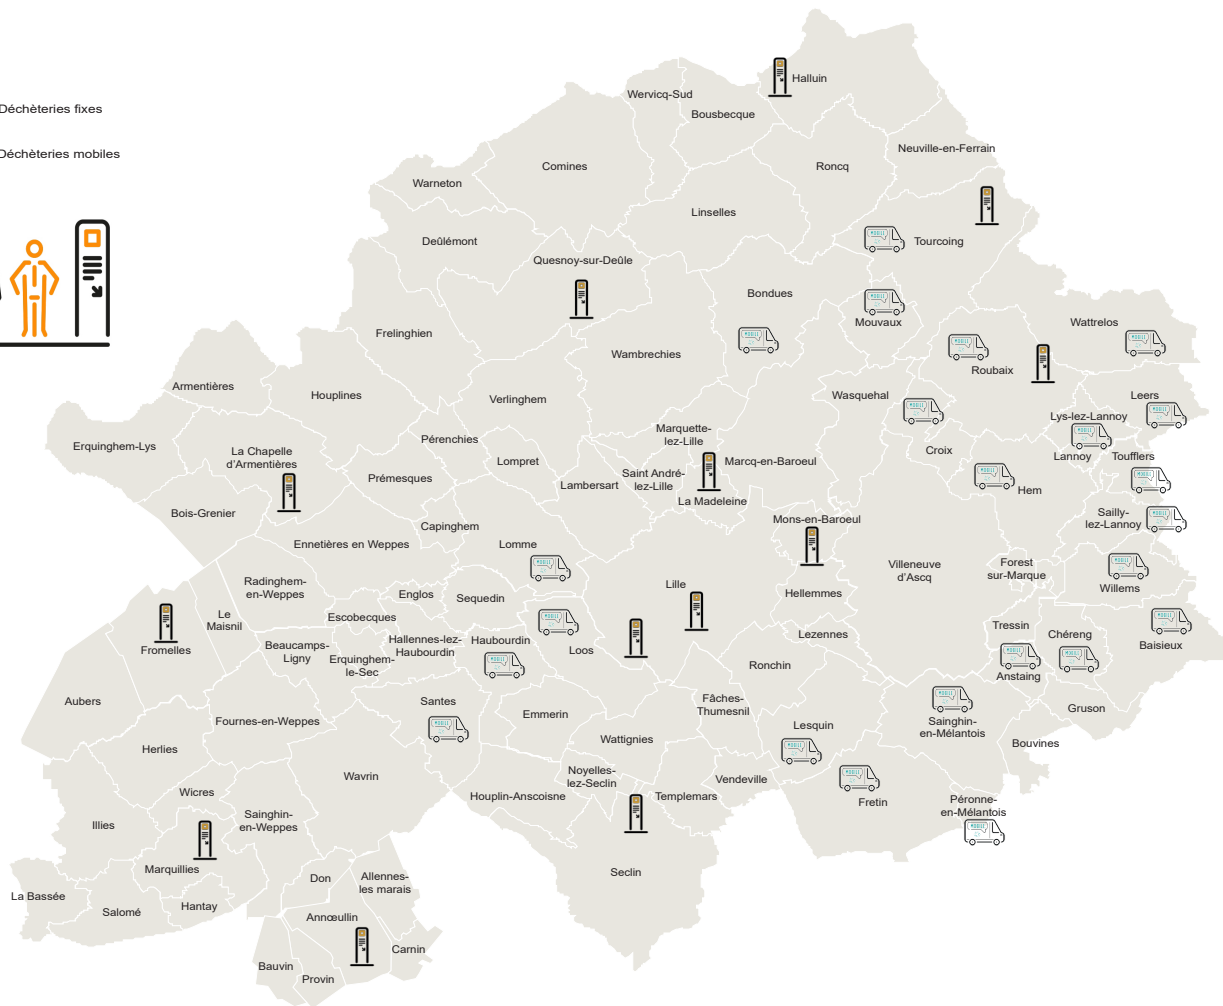 Déchèteries fixes
Déchèteries mobiles
Halluin
Wervicq-Sud
Bousbecque
Neuville-en-Ferrain
Comines
Roncq
Warneton
Linselles
Deûlémont
Tourcoing
Quesnoy-sur-Deûle
Bondues
Mouvaux
Wattrelos
Frelinghien
Wambrechies
Roubaix
Armentières
Houplines
Verlinghem
Wasquehal
Leers
Lys-lez-Lannoy
Marquette-
lez-Lille
Pérenchies
Erquinghem-Lys
La Chapelle
d'Armentières
Croix
Lannoy
Toufflers
Lompret
Marcq-en-Baroeul
Prémesques
Saint André-
lez-Lille
Lambersart
Hem
La Madeleine
Bois-Grenier
Sailly-
lez-Lannoy
Mons-en-Baroeul
Capinghem
Ennetières en Weppes
Lomme
Villeneuve
d'Ascq
Forest
sur-Marque
Radinghem-
en-Weppes
Lille
Willems
Englos
Sequedin
Hellemmes
Le
Maisnil
Escobecques
Tressin
Chéreng
Lezennes
Hallennes-lez-
Haubourdin
Haubourdin
Beaucamps-
Ligny
Baisieux
Fromelles
Loos
Erquinghem-
le-Sec
Ronchin
Anstaing
Aubers
Santes
Fâches-
Thumesnil
Gruson
Emmerin
Fournes-en-Weppes
Lesquin
Sainghin-
en-Mélantois
Wattignies
Bouvines
Herlies
Wavrin
Noyelles-
lez-Seclin
Vendeville
Wicres
Houplin-Anscoisne
Templemars
Fretin
Péronne-
en-Mélantois
Sainghin-
en-Weppes
Illies
Marquillies
Seclin
Don
Allennes-
les marais
La Bassée
Hantay
Salomé
Annœullin
Carnin
Bauvin
Provin